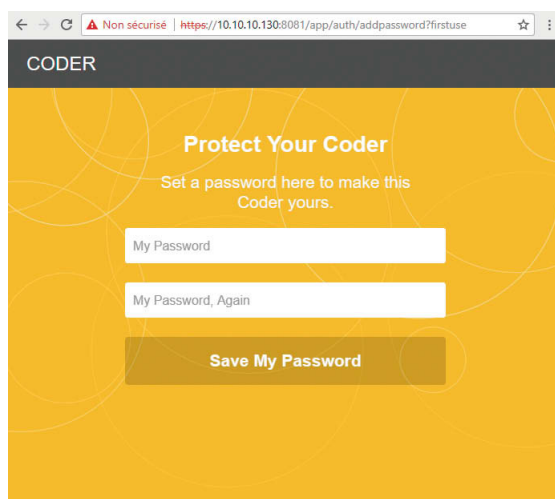 Non sécurisé | https://10.10.10.130:8081/app/auth/addpassword?firstuse
CODER
Protect Your Coder
Set a password here to make this
Coder yours.
My Password
My Password, Again
Save My Password